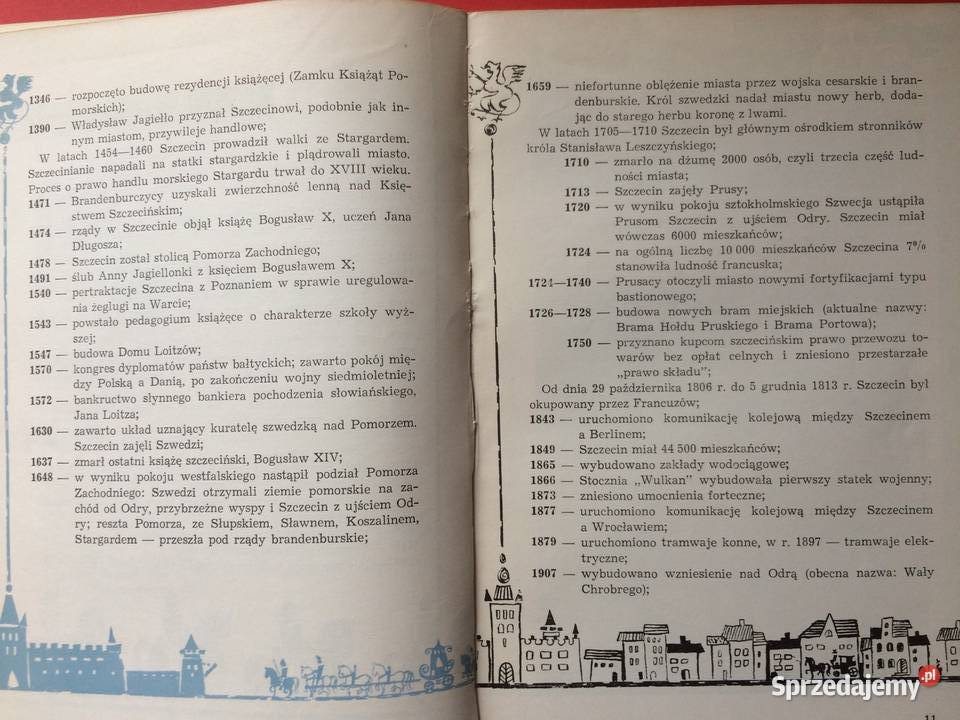 1346 — rozpoczęto budowę rezydencji książęcej (Zamku Książąt Po-
morskich);
1390 — Władysław Jagiełło przyznał Szczecinowi, podobnie jak in-
nym miastom, przywileje handlowe;
W latach 1454—1460 Szczecin prowadził walki ze Stargardem.
Szczecinianie napadali na statki stargardzkie i plądrowali miasto.
Proces o prawo handlu morskiego Stargardu trwał do XVIII wieku.
1471 — Brandenburczycy uzyskali zwierzchność lenną nad Księ-
stwem Szczecińskim;
1474 — rządy w Szczecinie objął książę Bogusław X, uczeń Jana
Długosza;
1478 — Szczecin został stolicą Pomorza Zachodniego;
1491 — ślub Anny Jagiellonki z księciem Bogusławem X;
1540 — pertraktacje Szczecina z Poznaniem w sprawie uregulowa-
nia żeglugi na Warcie;
1543 — powstało pedagogium książęce o charakterze szkoły wyż-
szej;
1547 — budowa Domu Loitzów;
1570 — kongres dyplomatów państw bałtyckich; zawarto pokój mię-
dzy Polską a Danią, po zakończeniu wojny siedmioletniej;
1572 — bankructwo słynnego bankiera pochodzenia słowiańskiego,
Jana Loitza;
1630 — zawarto układ uznający kuratelę szwedzką nad Pomorzem.
Szczecin zajęli Szwedzi;
1637 — zmarł ostatni książę szczeciński, Bogusław XIV;
1648 — w wyniku pokoju westfalskiego nastąpił podział Pomorza
Zachodniego: Szwedzi otrzymali ziemie pomorskie na za-
chód od Odry, przybrzeżne wyspy i Szczecin z ujściem Od-
ry; reszta Pomorza, ze Słupskiem, Sławnem, Koszalinem,
Stargardem — przeszła pod rządy brandenburskie;
1659 — niefortunne oblężenie miasta przez wojska cesarskie i bran-
denburskie. Król szwedzki nadał miastu nowy herb, doda-
jąc do starego herbu koronę z lwami.
W latach 1705—1710 Szczecin był głównym ośrodkiem stronników
króla Stanisława Leszczyńskiego;
1710 — zmarło na dżumę 2000 osób, czyli trzecia część lud-
ności miasta;
1713 — Szczecin zajęły Prusy;
1720 — w wyniku pokoju sztokholmskiego Szwecja ustąpiła
Prusom Szczecin z ujściem Odry. Szczecin miał
wówczas 6000 mieszkańców;
1724 — na ogólną liczbę 10 000 mieszkańców Szczecina 7%
stanowiła ludność francuska;
1724—1740 — Prusacy otoczyli miasto nowymi fortyfikacjami typu
bastionowego;
1726—1728 — budowa nowych bram miejskich (aktualne nazwy:
Brama Hołdu Pruskiego i Brama Portowa);
1750 — przyznano kupcom szczecińskim prawo przewozu to-
warów bez opłat celnych i zniesiono przestarzałe
„prawo składu";
Od dnia 29 października 1806 r. do 5 grudnia 1813 r. Szczecin był
okupowany przez Francuzów;
1843 — uruchomiono komunikację kolejową między Szczecinem
a Berlinem;
1849 — Szczecin miał 44 500 mieszkańców;
1865 — wybudowano zakłady wodociągowe;
1866 — Stocznia „Wulkan" wybudowała pierwszy statek wojenny;
1873 — zniesiono umocnienia forteczne;
1877 — uruchomiono komunikację kolejową między Szczecinem
a Wrocławiem;
1879 — uruchomiono tramwaje konne, w r. 1897 — tramwaje elek-
tryczne;
1907 — wybudowano wzniesienie nad Odrą (obecna nazwa: Wały
Chrobrego);
11
Sprzedajemy.pl